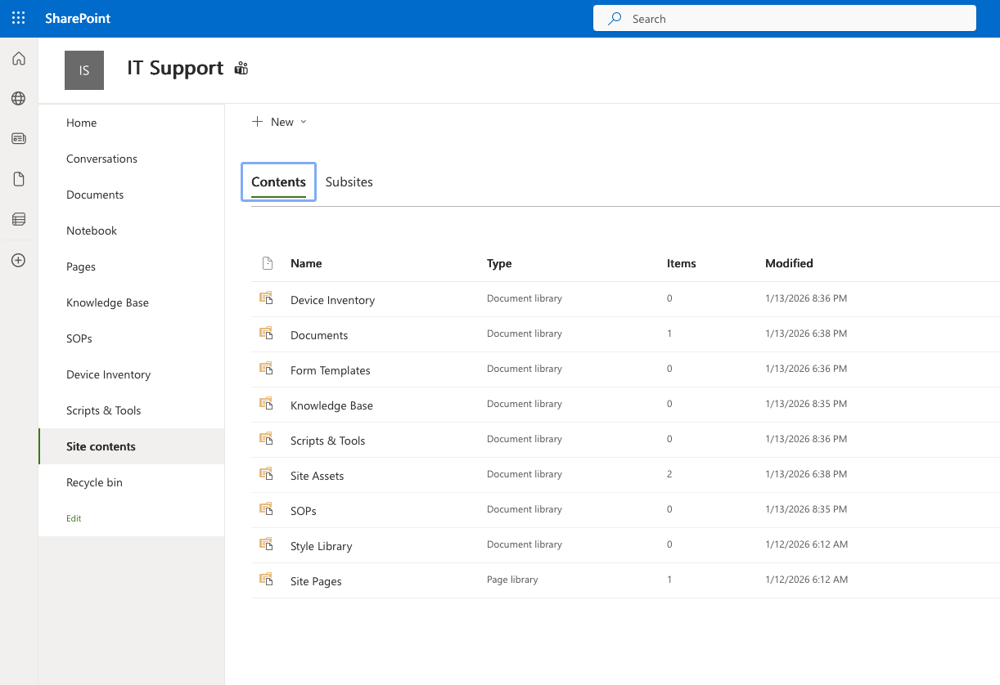 SharePoint
Search
IS
IT Support
Home
Conversations
Documents
Notebook
Pages
Knowledge Base
SOPs
Device Inventory
Scripts & Tools
Site contents
Recycle bin
Edit
New
Contents Subsites
Name Type Items Modified
Device Inventory Document library 0 1/13/2026 8:36 PM
Documents Document library 1 1/13/2026 6:38 PM
Form Templates Document library 0 1/13/2026 6:36 PM
Knowledge Base Document library 0 1/13/2026 8:35 PM
Scripts & Tools Document library 0 1/13/2026 8:36 PM
Site Assets Document library 2 1/13/2026 6:38 PM
SOPs Document library 0 1/13/2026 8:35 PM
Style Library Document library 0 1/12/2026 6:12 AM
Site Pages Page library 1 1/12/2026 6:12 AM